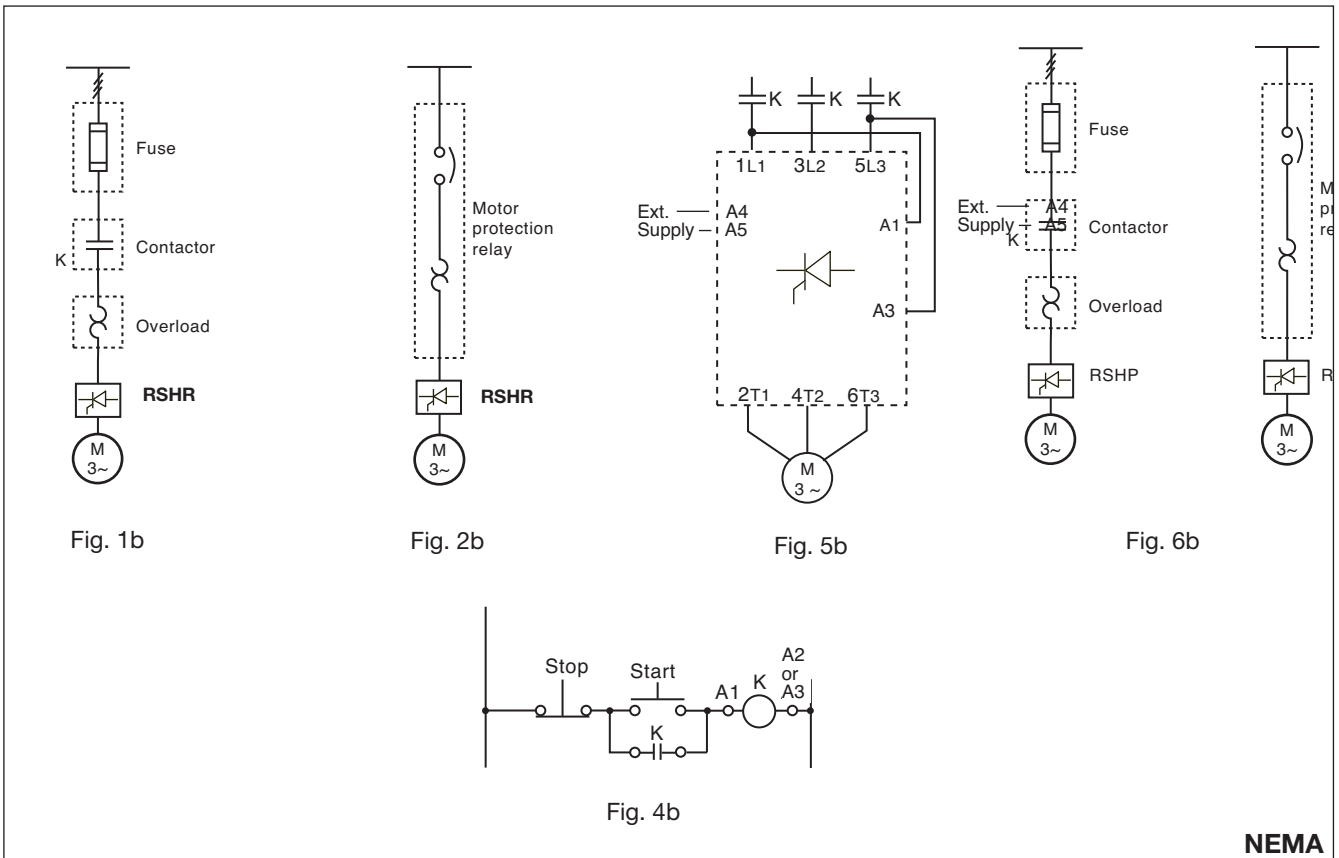 Fuse
K
Contactor
Overload
RSHR
M
3~
Fig. 1b
Motor
protection
relay
RSHR
M
3~
Fig. 2b
K
K
K
1L1 3L2 5L3
Ext. A4
Supply A5
A1
A3
2T1 4T2 6T3
M
3 ~
Fig. 5b
Fuse
Ext. A4
Supply A5
K
Contactor
Overload
RSHP
M
3~
M
pr
re
R
M
3~
Fig. 6b
Stop
Start
K
A1
K
A2
or
A3
Fig. 4b
NEMA